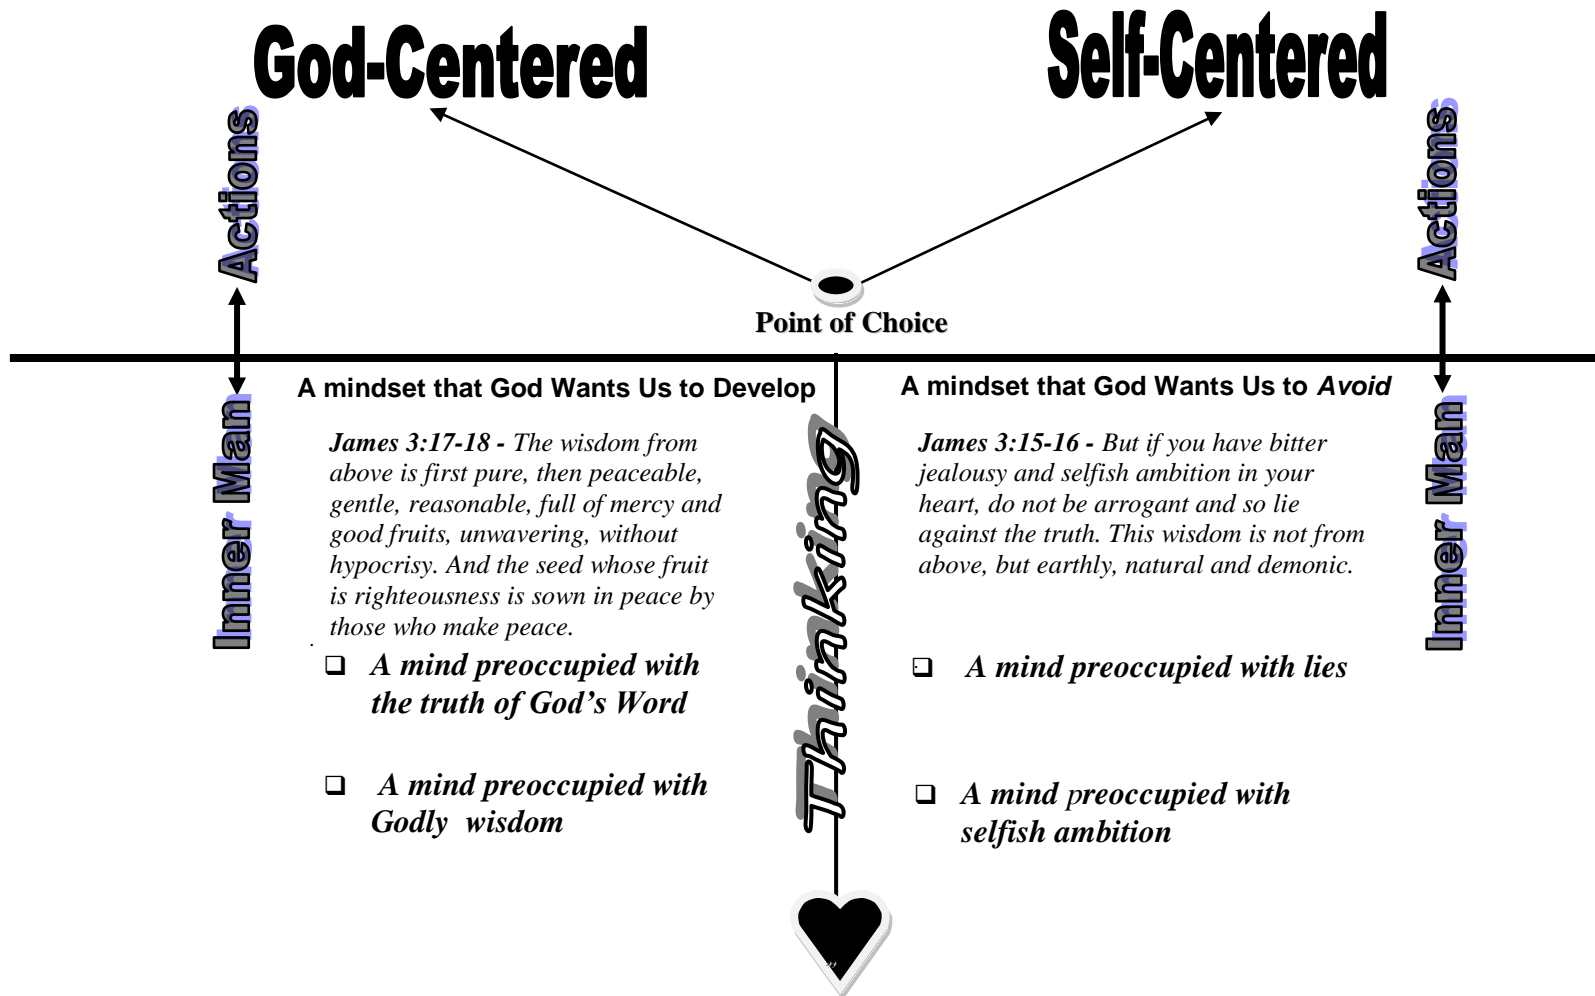 God-Centered
Self-Centered
Actions
Actions
Point of Choice
Inner Man
A mindset that God Wants Us to Develop
James 3:17-18 - The wisdom from
above is first pure, then peaceable,
gentle, reasonable, full of mercy and
good fruits, unwavering, without
hypocrisy. And the seed whose fruit
is righteousness is sown in peace by
those who make peace.
.
❑ A mind preoccupied with
the truth of God’s Word
❑ A mind preoccupied with
Godly wisdom
Thinking
A mindset that God Wants Us to Avoid
James 3:15-16 - But if you have bitter
jealousy and selfish ambition in your
heart, do not be arrogant and so lie
against the truth. This wisdom is not from
above, but earthly, natural and demonic.
❑ A mind preoccupied with lies
❑ A mind preoccupied with
selfish ambition
Inner Man
”